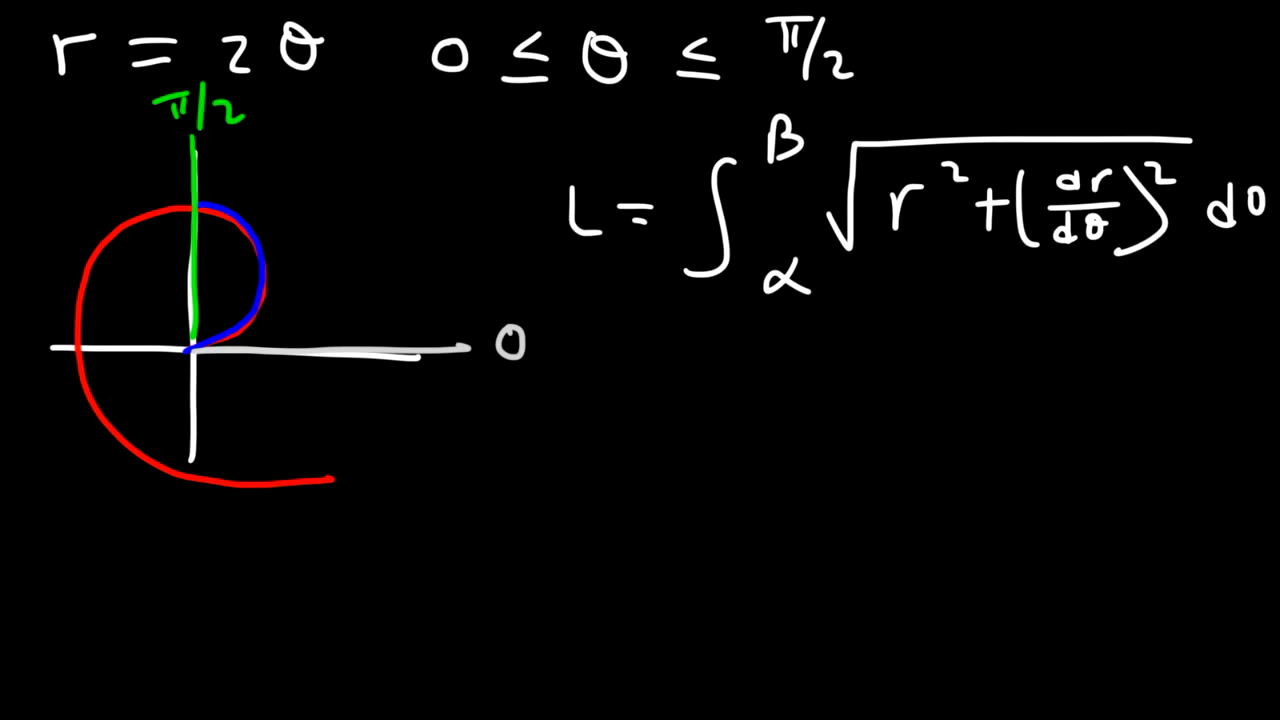 r = 2θ 0 ≤ θ ≤ π/2
π/2
L = ∫_α^β √(r² + (dr/dθ)²) dθ
0